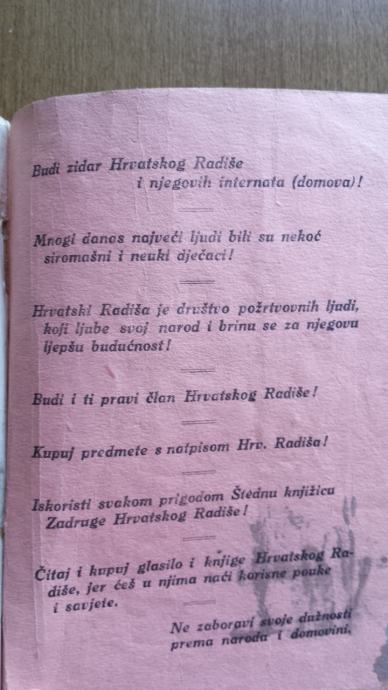 Budi zidar Hrvatskog Radiše
i njegovih internata (domova)!
Mnogi danas najveći ljudi bili su nekoć
siromašni i neuki dječaci!
Hrvatski Radiša je društvo požrtvovnih ljudi,
koji ljube svoj narod i brinu se za njegovu
ljepšu budućnost!
Budi i ti pravi član Hrvatskog Radiše!
Kupuj predmete s natpisom Hrv. Radiša!
Iskoristi svakom prigodom Štednu knjižicu
Zadruge Hrvatskog Radiše!
Čitaj i kupuj glasilo i knjige Hrvatskog Ra-
diše, jer ćeš u njima naći korisne pouke
i savjete.
Ne zaboravi svoje dužnosti
prema narodu i domovini.